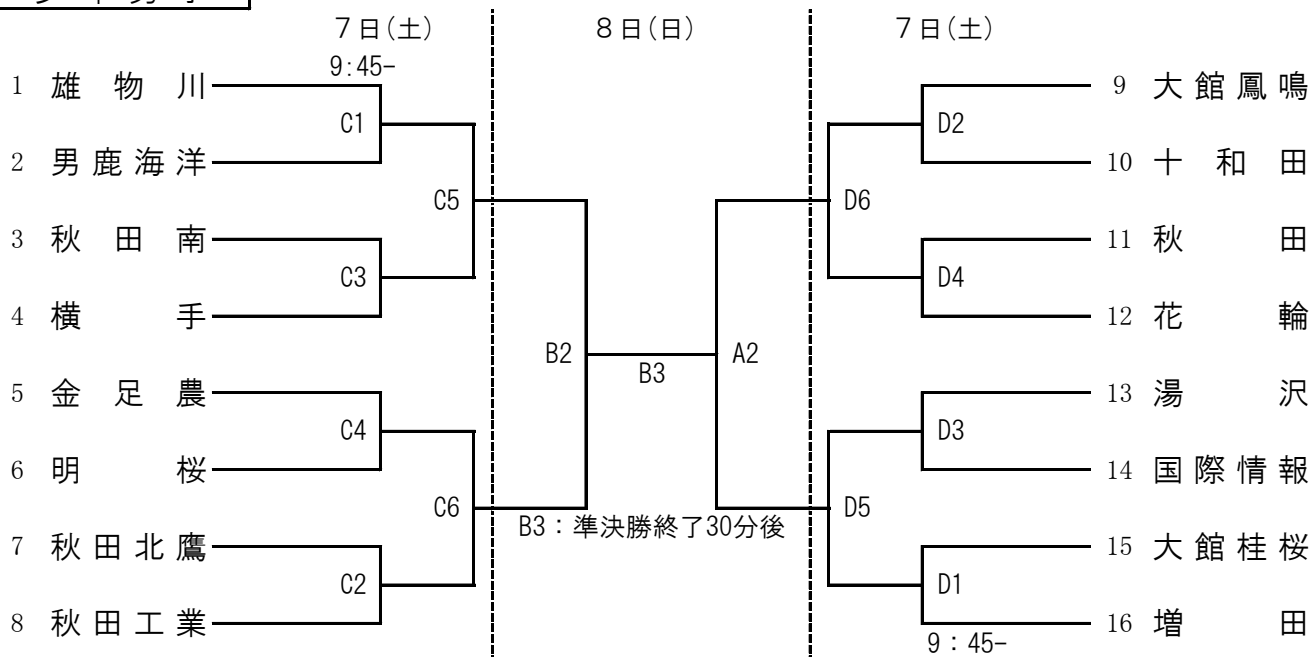 7日(土) 8日(日) 7日(土)
9:45-
1 雄物川
C1
2 男鹿海洋
C5
3 秋田南
C3
4 横手
B2
5 金足農
C4
6 明桜
C6
7 秋田北鷹
C2
8 秋田工業
B3
B3：準決勝終了30分後
A2
9 大館鳳鳴
D2
10 十和田
D6
11 秋田
D4
12 花輪
13 湯沢
D3
14 国際情報
D5
15 大館桂桜
D1
16 増田
9：45-